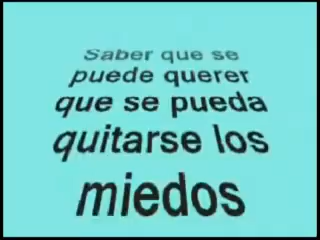 Saber que se
puede querer
que se pueda
quitarse los
miedos